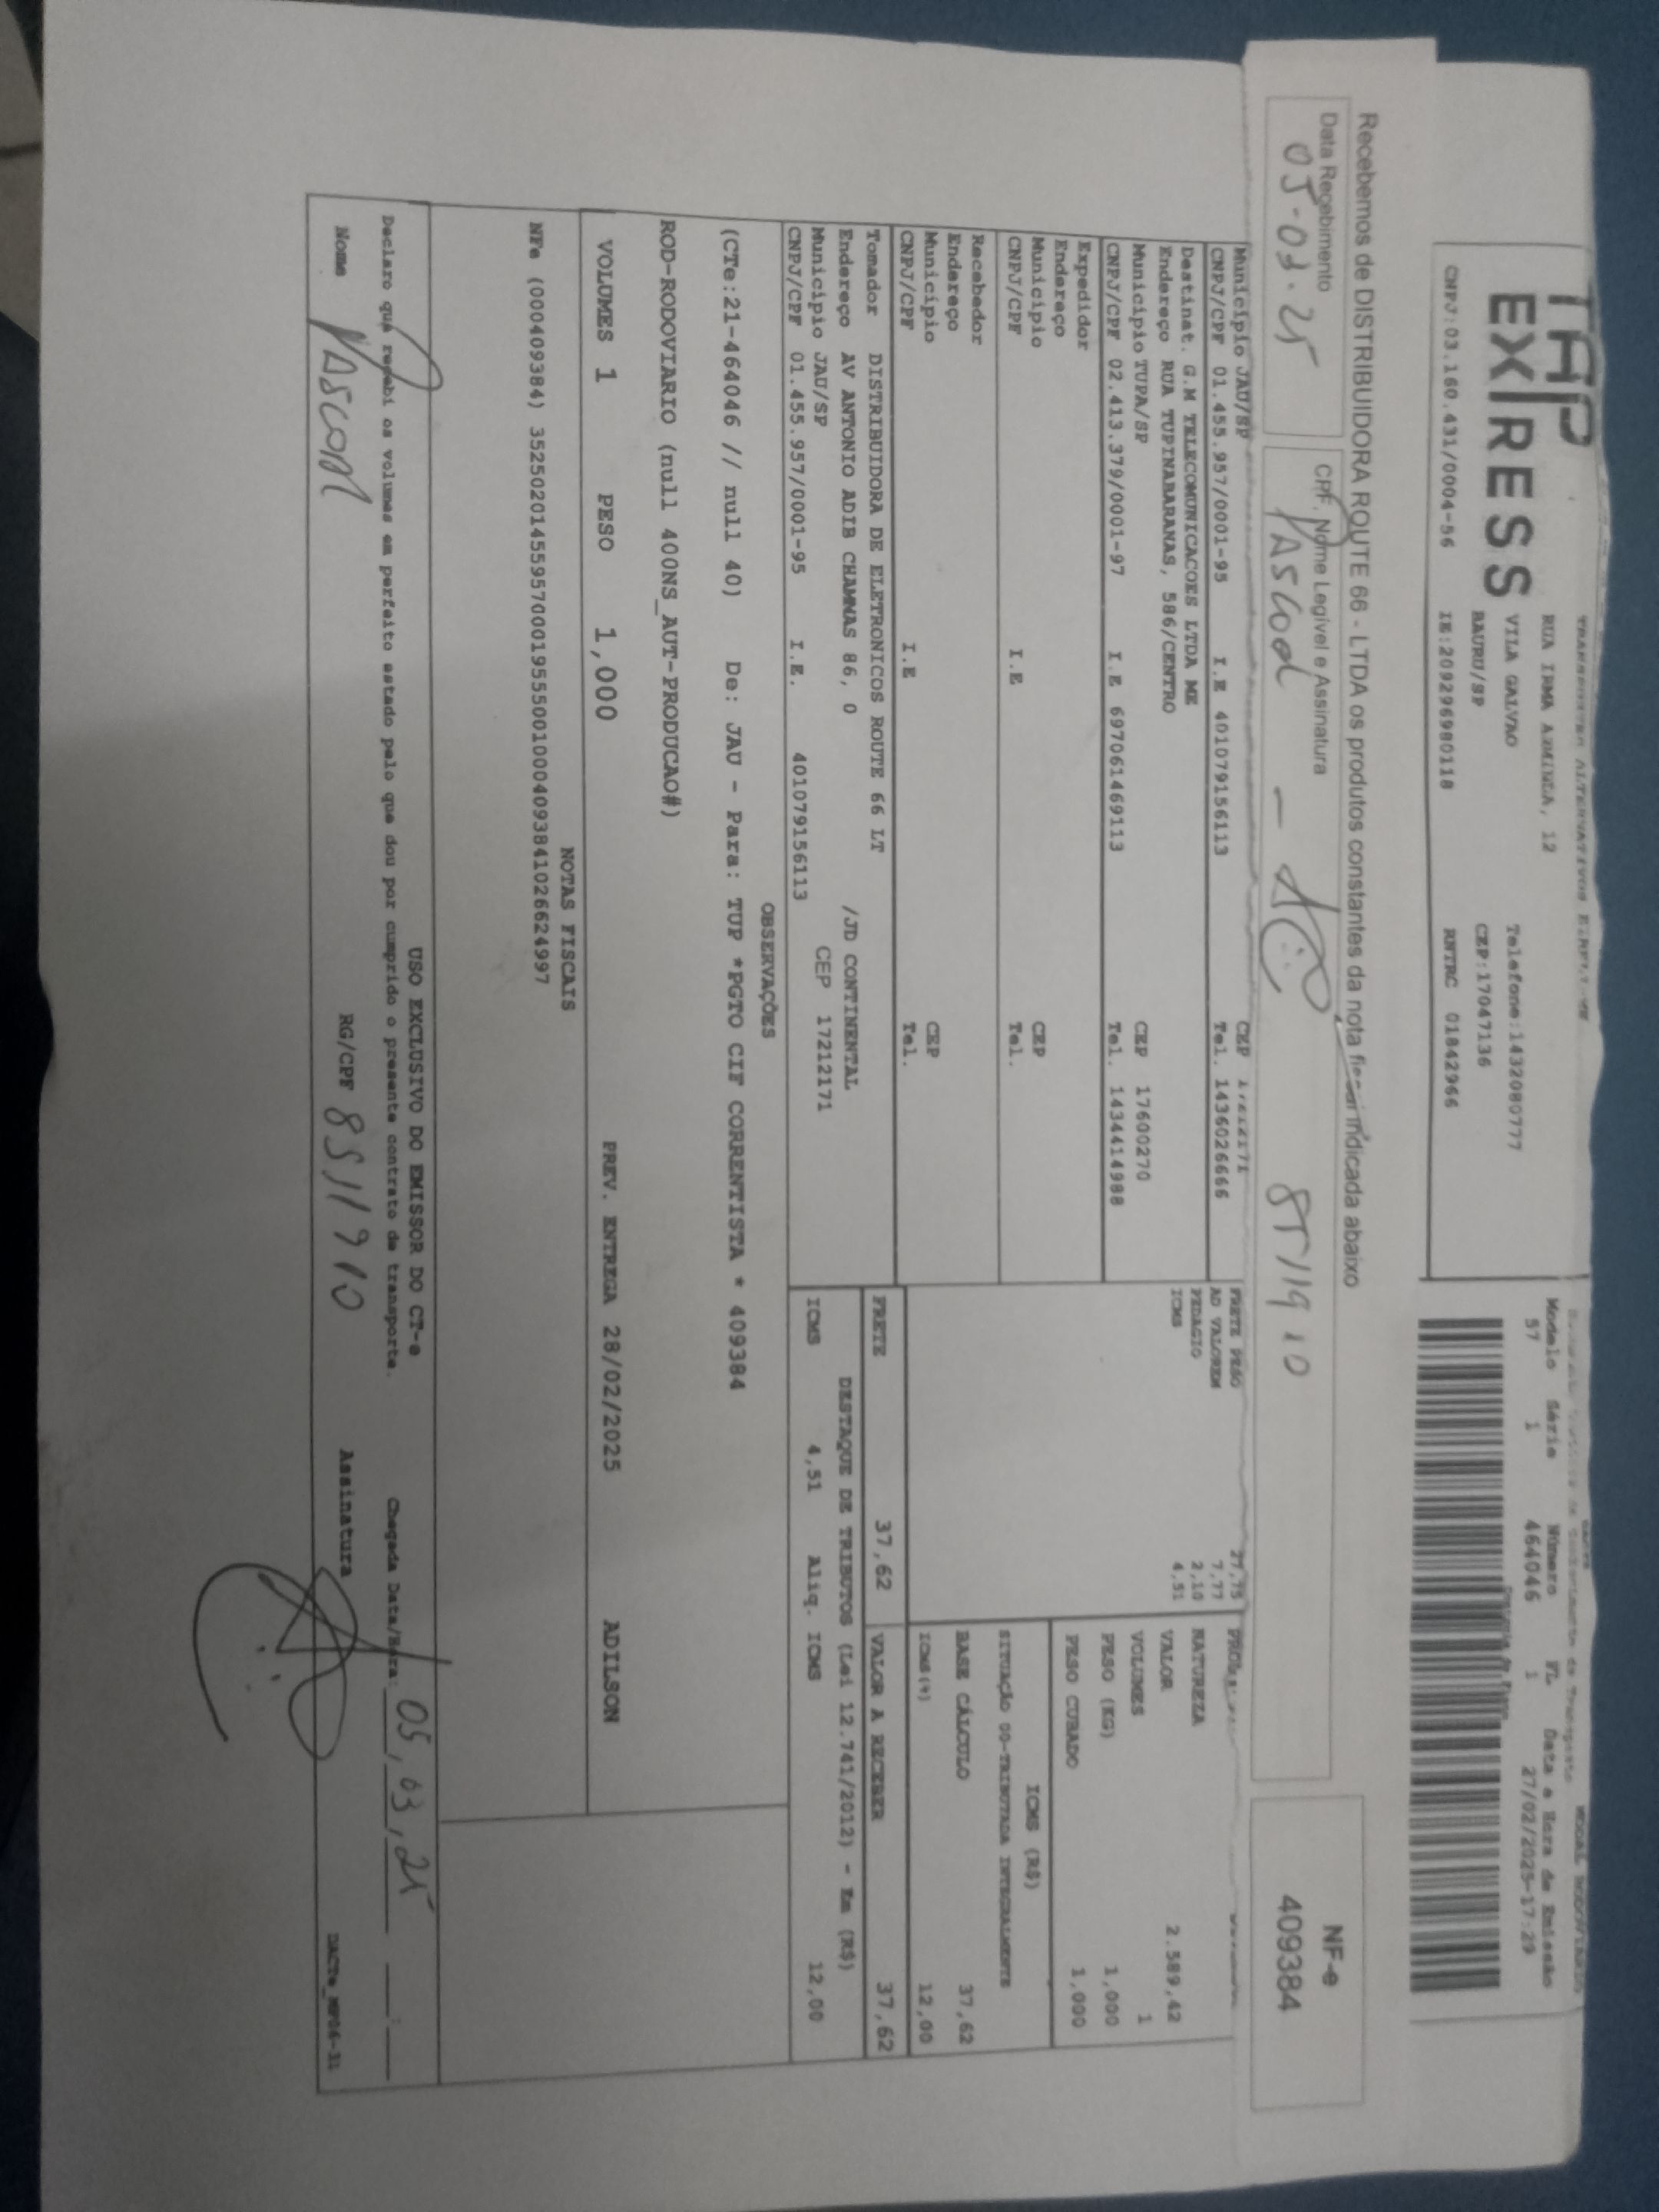 TAP
EXPRESS
RUA IRMA ARMINDA, 12
VILA GALVAO
Telefone:1432080777
BAURU/SP
CEP:17047136
CNPJ:03.160.431/0004-56
IE:209296980118
RNTRC 01842966
Modelo Série Número FL Data e Hora de Emissão
57 1 464046 1 27/02/2025-17:29
Recebemos de DISTRIBUIDORA ROUTE 66 - LTDA os produtos constantes da nota fiscal indicada abaixo
Data Recebimento
05-03-25
CPF, Nome Legível e Assinatura
PASCOAL
NF-e
409384
Município JAU/SP CEP
CNPJ/CPF 01.455.957/0001-95 I.E 401079156113 Tel. 1436026666
Destinat. G.M TELECOMUNICACOES LTDA ME
Endereço RUA TUPINABARANAS, 586/CENTRO
Município TUPA/SP CEP 17600270
CNPJ/CPF 02.413.379/0001-97 I.E 697061469113 Tel. 1434414988
Expedidor
Endereço
Município CEP
CNPJ/CPF I.E Tel.
Recebedor
Endereço
Município CEP
CNPJ/CPF I.E Tel.
Tomador DISTRIBUIDORA DE ELETRONICOS ROUTE 66 LT
Endereço AV ANTONIO ADIB CHAMMAS 86, 0 /JD CONTINENTAL
Município JAU/SP CEP 17212171
CNPJ/CPF 01.455.957/0001-95 I.E. 401079156113
FRETE PESO 27,75
AD VALOREM 7,77
PEDAGIO 2,10
ICMS 4,51
NATUREZA
VALOR 2.589,42
VOLUMES 1
PESO (KG) 1,000
PESO CUBADO 1,000
ICMS (R$)
SITUAÇÃO 00-TRIBUTADA INTEGRALMENTE
BASE CÁLCULO 37,62
ICMS(%) 12,00
FRETE 37,62
VALOR A RECEBER 37,62
DESTAQUE DE TRIBUTOS (Lei 12.741/2012) - Em (R$)
ICMS 4,51 Aliq. ICMS 12,00
OBSERVAÇÕES
(CTe:21-464046 // null 40) De: JAU - Para: TUP *PGTO CIF CORRENTISTA * 409384
ROD-RODOVIARIO (null 400NS_AUT-PRODUCAO#)
VOLUMES 1 PESO 1,000 PREV. ENTREGA 28/02/2025 ADILSON
NOTAS FISCAIS
NFe (000409384) 35250201455957000195550010004093841026624997
USO EXCLUSIVO DO EMISSOR DO CT-e
Declaro que recebi os volumes em perfeito estado pelo que dou por cumprido o presente contrato de transporte.
Chegada Data/Hora: 05,03,25
Nome PASCOAL RG/CPF Assinatura
DACTe_MP06-31